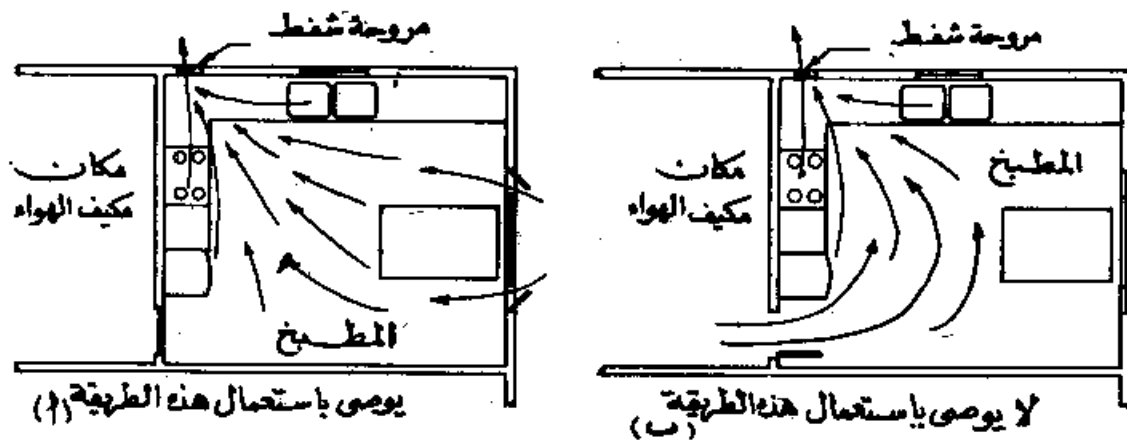 مروحة شفط
مكان
مكيف الهواء
المطبخ
يوصى باستعمال هذه الطريقة (أ)
مروحة شفط
مكان
مكيف الهواء
المطبخ
لا يوصى باستعمال هذه الطريقة (ب)